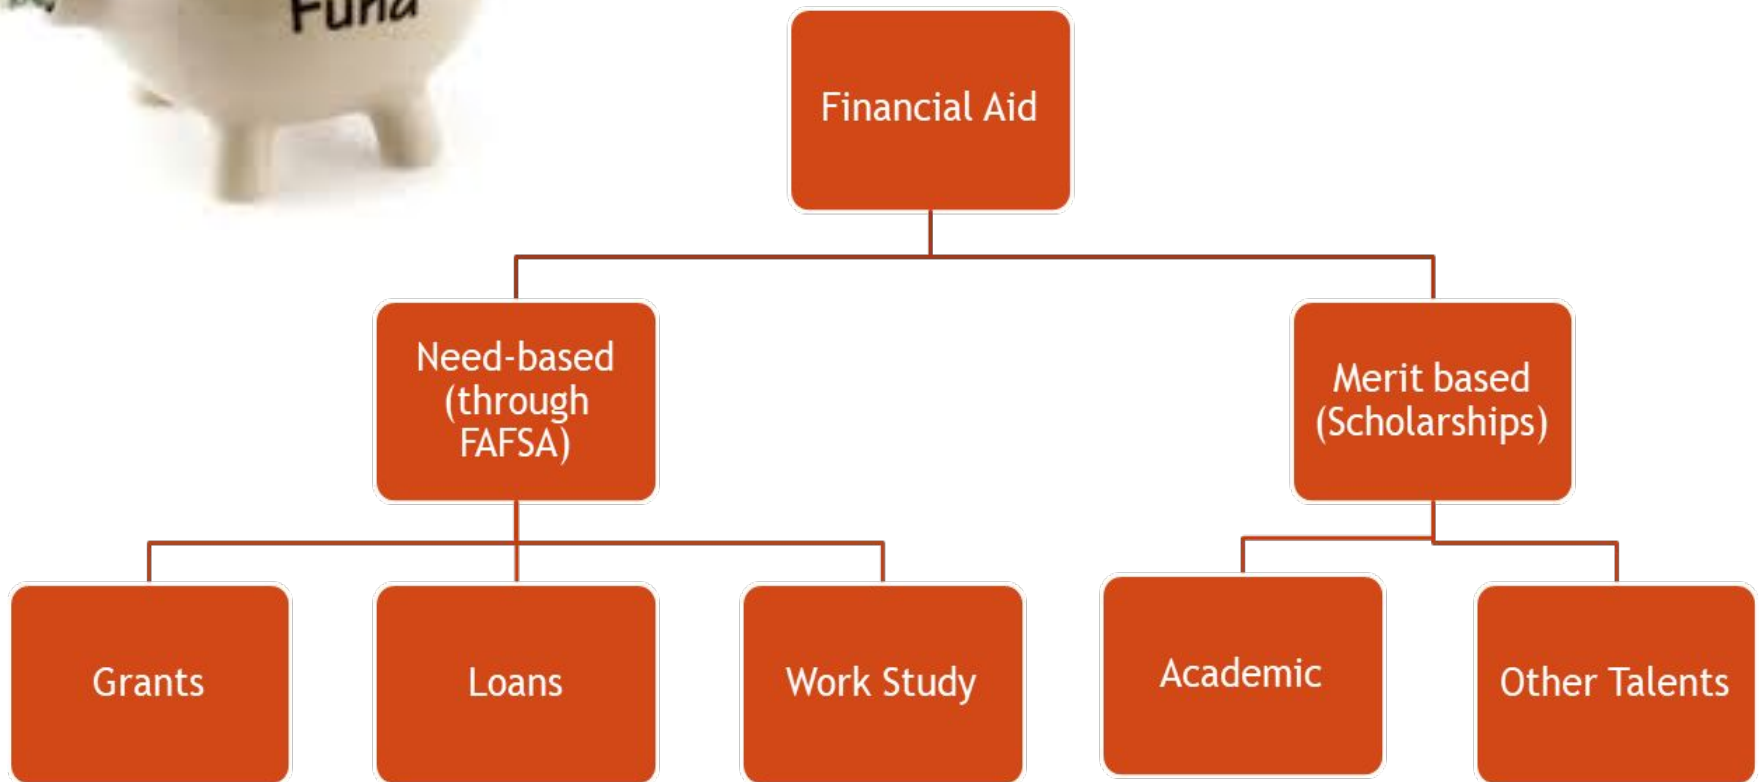 Fund
Financial Aid
Need-based
(through
FAFSA)
Merit based
(Scholarships)
Grants
Loans
Work Study
Academic
Other Talents